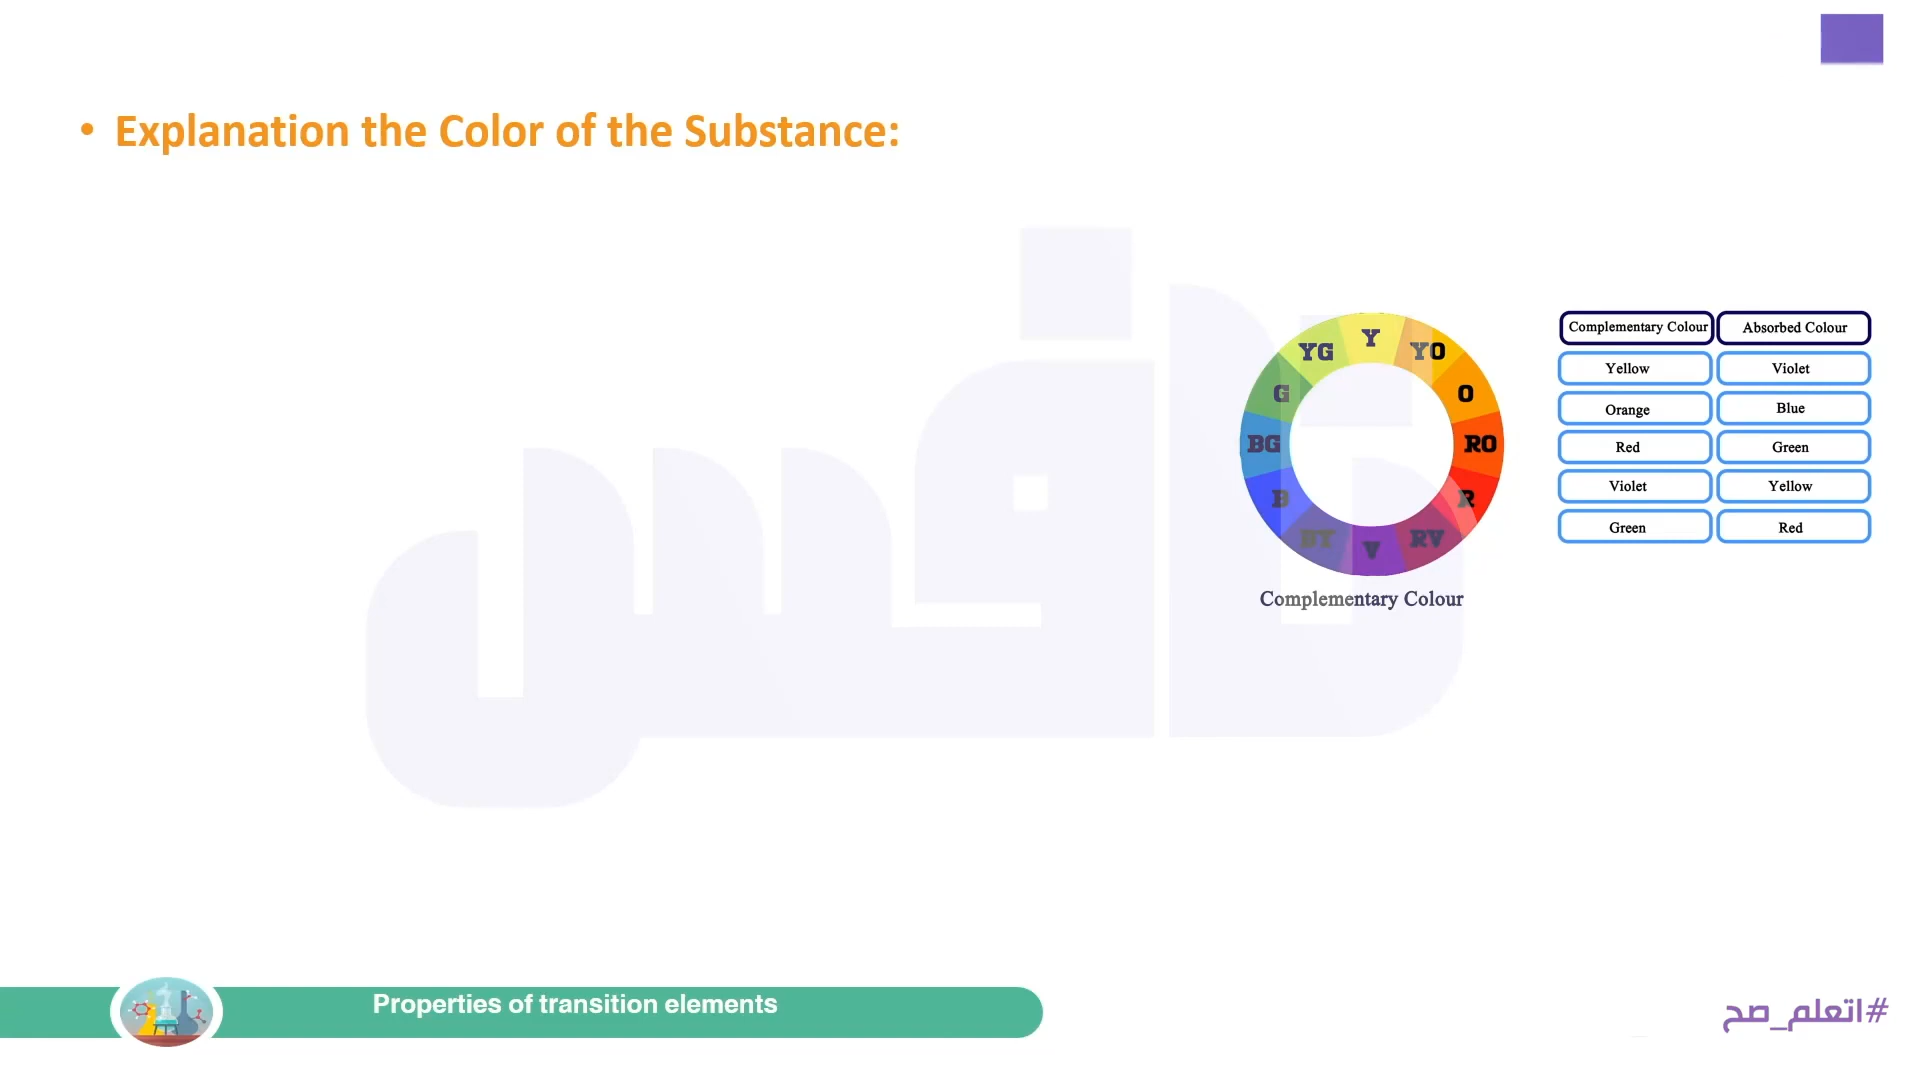 • Explanation the Color of the Substance:
Y
YG
YO
G
O
BG
RO
B
R
V
RV
Complementary Colour
Complementary Colour Absorbed Colour
Yellow Violet
Orange Blue
Red Green
Violet Yellow
Green Red
Properties of transition elements
#اتعلم_صح